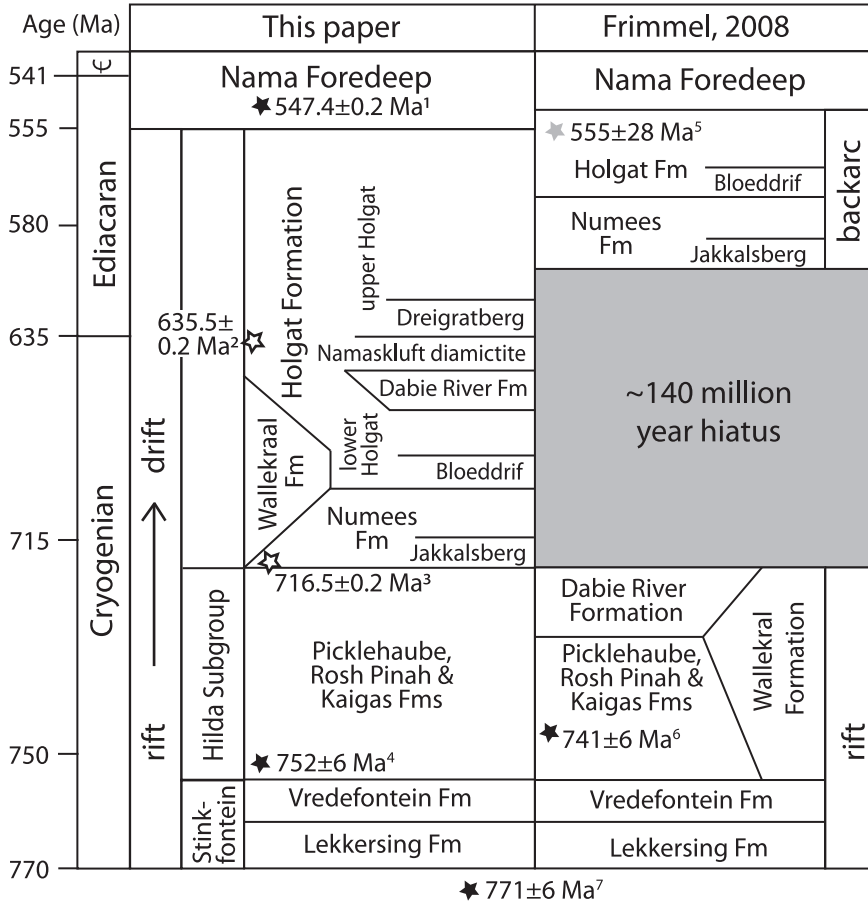 Age (Ma)
This paper
Frimmel, 2008
Ꞓ
541
555
580
635
715
750
770
Ediacaran
Cryogenian
rift
drift
Hilda Subgroup
Stink-
fontein
Nama Foredeep
547.4±0.2 Ma¹
635.5±
0.2 Ma²
Holgat Formation
upper Holgat
Dreigratberg
Namaskluft diamictite
Dabie River Fm
Wallekraal
Fm
lower
Holgat
Bloeddrif
Numees
Fm
Jakkalsberg
716.5±0.2 Ma³
Picklehaube,
Rosh Pinah &
Kaigas Fms
752±6 Ma⁴
Vredefontein Fm
Lekkersing Fm
Nama Foredeep
555±28 Ma⁵
Holgat Fm
Bloeddrif
Numees
Fm
Jakkalsberg
backarc
~140 million
year hiatus
Dabie River
Formation
Wallekral
Formation
Picklehaube,
Rosh Pinah &
Kaigas Fms
741±6 Ma⁶
Vredefontein Fm
Lekkersing Fm
rift
771±6 Ma⁷